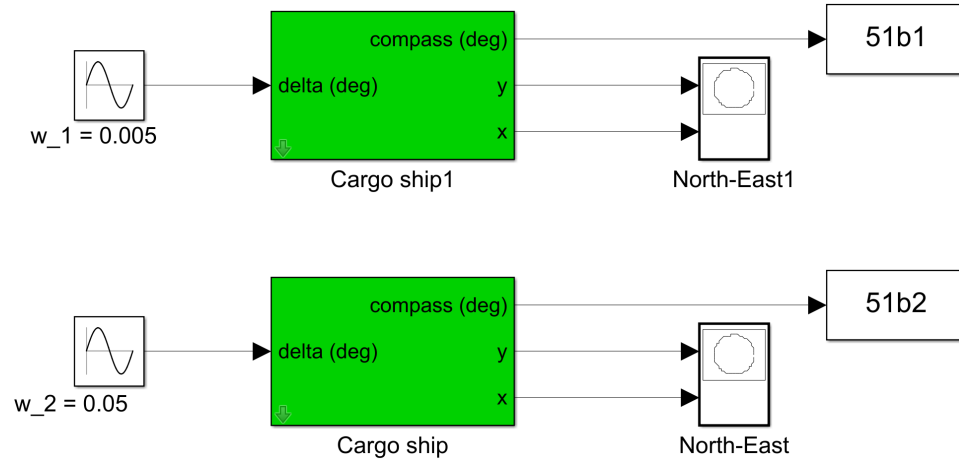 compass (deg)
51b1
delta (deg)
y
x
w_1 = 0.005
Cargo ship1
North-East1
compass (deg)
51b2
delta (deg)
y
x
w_2 = 0.05
Cargo ship
North-East